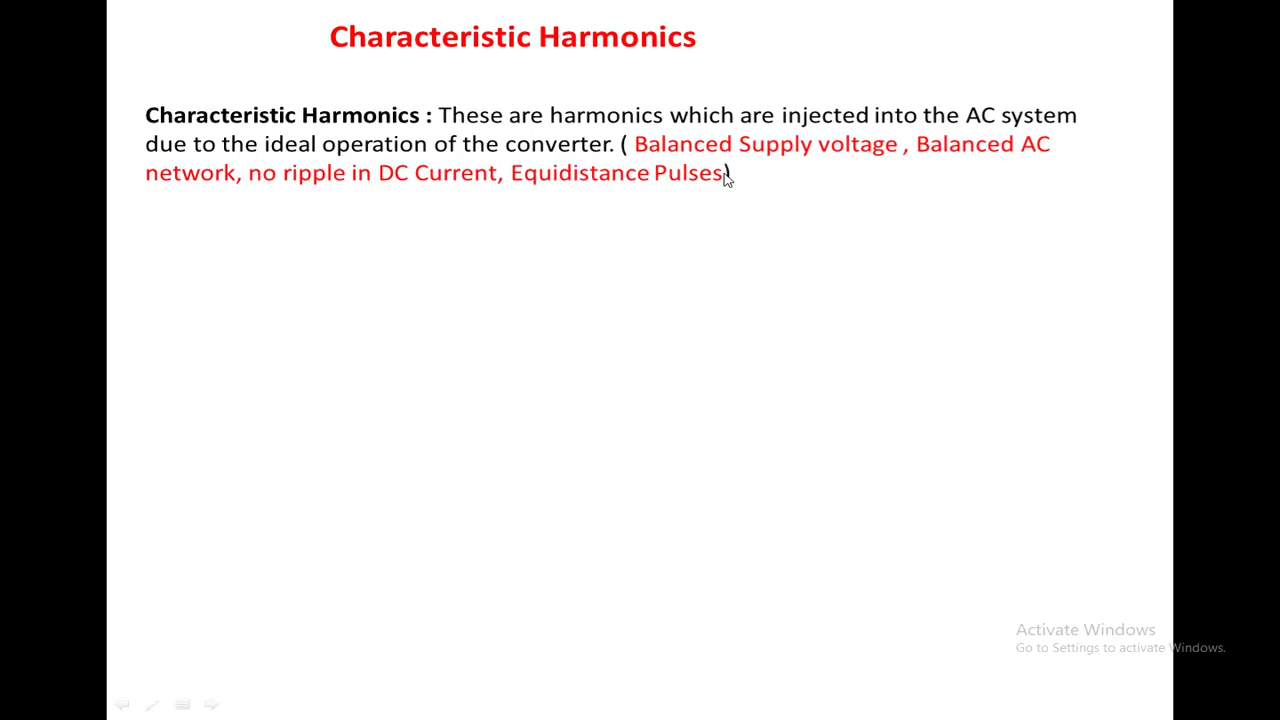 Characteristic Harmonics
Characteristic Harmonics : These are harmonics which are injected into the AC system
due to the ideal operation of the converter. ( Balanced Supply voltage , Balanced AC
network, no ripple in DC Current, Equidistance Pulses)
Activate Windows
Go to Settings to activate Windows.